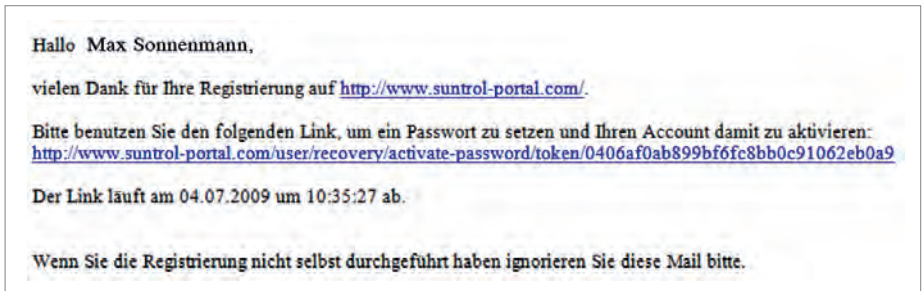 Hallo Max Sonnenmann,
vielen Dank für Ihre Registrierung auf http://www.suntrol-portal.com/.
Bitte benutzen Sie den folgenden Link, um ein Passwort zu setzen und Ihren Account damit zu aktivieren:
http://www.suntrol-portal.com/user/recovery/activate-password/token/0406af0ab899bf6fc8bb0c91062eb0a9
Der Link läuft am 04.07.2009 um 10:35:27 ab.
Wenn Sie die Registrierung nicht selbst durchgeführt haben ignorieren Sie diese Mail bitte.